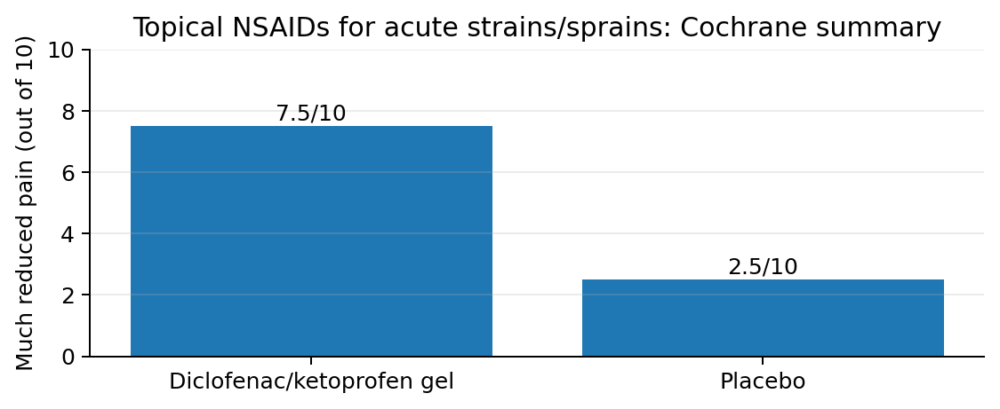 Topical NSAIDs for acute strains/sprains: Cochrane summary
Much reduced pain (out of 10)
10
8
6
4
2
0
7.5/10
2.5/10
Diclofenac/ketoprofen gel
Placebo